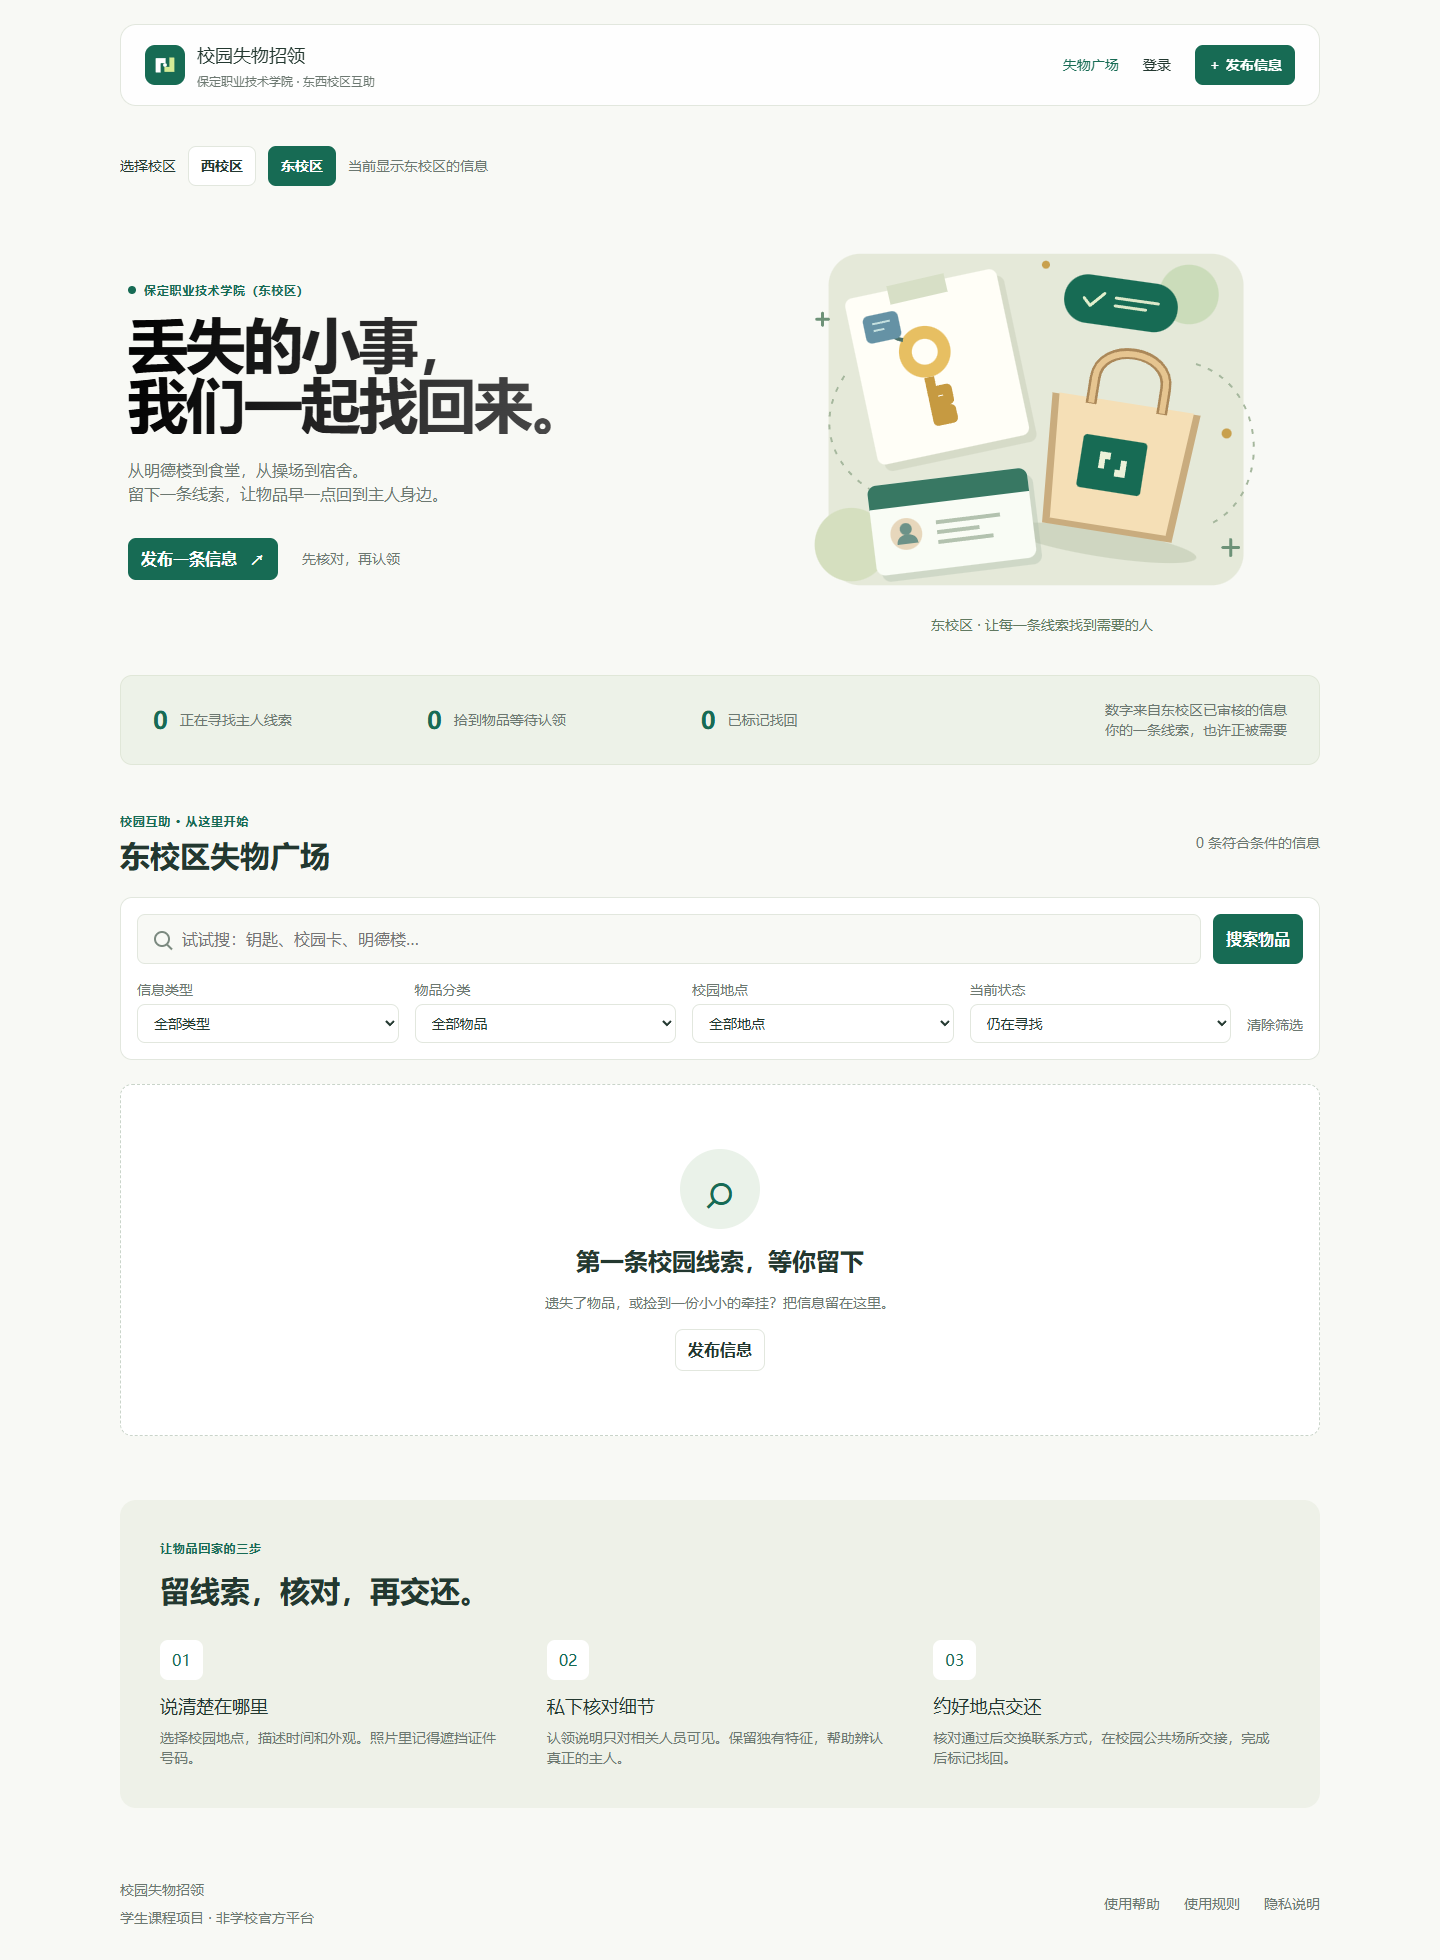 校园失物招领
保定职业技术学院 · 东西校区互助
失物广场
登录
+ 发布信息
选择校区
西校区
东校区
当前显示东校区的信息
保定职业技术学院（东校区）
丢失的小事，
我们一起找回来。
从明德楼到食堂，从操场到宿舍。
留下一条线索，让物品早一点回到主人身边。
发布一条信息 ↗
先核对，再认领
东校区 · 让每一条线索找到需要的人
0 正在寻找主人线索
0 拾到物品等待认领
0 已标记找回
数字来自东校区已审核的信息
你的一条线索，也许正被需要
校园互助 · 从这里开始
东校区失物广场
0 条符合条件的信息
试试搜：钥匙、校园卡、明德楼...
搜索物品
信息类型
物品分类
校园地点
当前状态
全部类型
全部物品
全部地点
仍在寻找
清除筛选
第一条校园线索，等你留下
遗失了物品，或捡到一份小小的牵挂？把信息留在这里。
发布信息
让物品回家的三步
留线索，核对，再交还。
01
说清楚在哪里
选择校园地点，描述时间和外观。照片里记得遮挡证件
号码。
02
私下核对细节
认领说明只对相关人员可见。保留独有特征，帮助辨认
真正的主人。
03
约好地点交还
核对通过后交换联系方式，在校园公共场所交接，完成
后标记找回。
校园失物招领
学生课程项目 · 非学校官方平台
使用帮助
使用规则
隐私说明